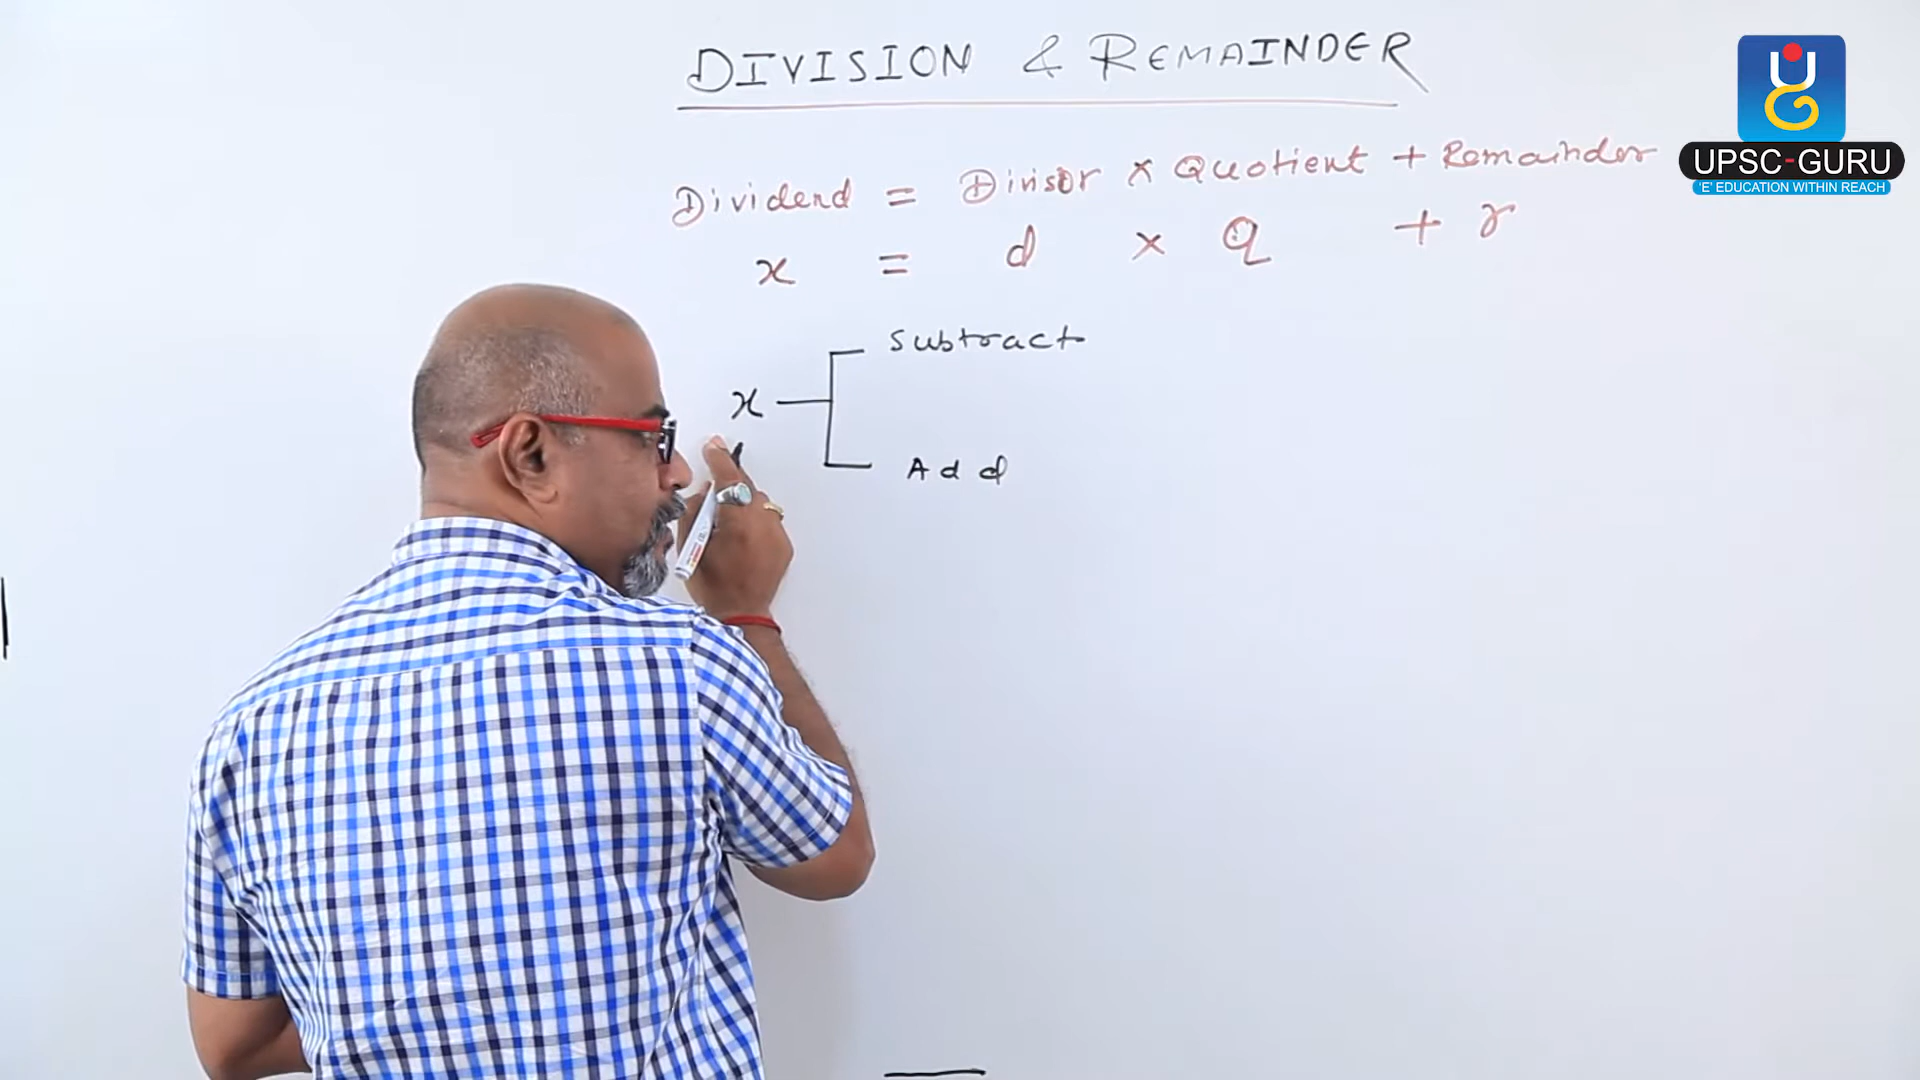 DIVISION & REMAINDER
Dividend = Divisor × Quotient + Remainder
x = d × Q + r
Subtract
x
Add
UPSC-GURU
'E' EDUCATION WITHIN REACH